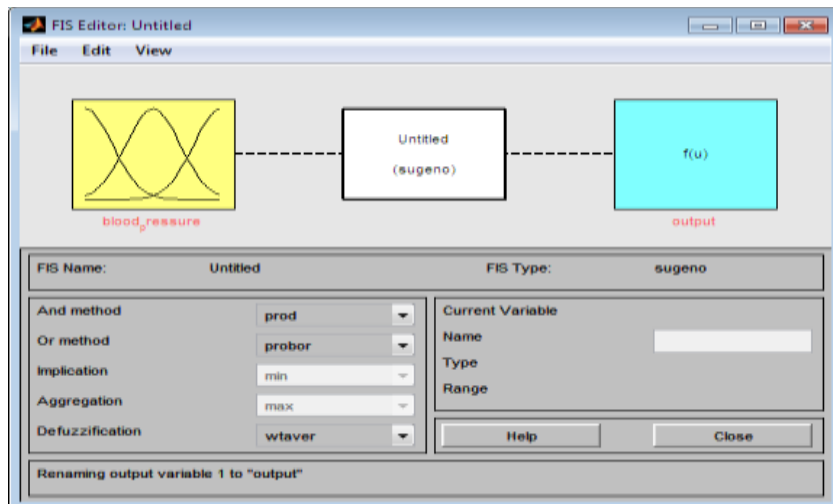 FIS Editor: Untitled
File Edit View
Untitled
(sugeno)
f(u)
blood_pressure
output
FIS Name: Untitled FIS Type: sugeno
And method prod
Or method probor
Implication min
Aggregation max
Defuzzification wtaver
Current Variable
Name
Type
Range
Help Close
Renaming output variable 1 to "output"